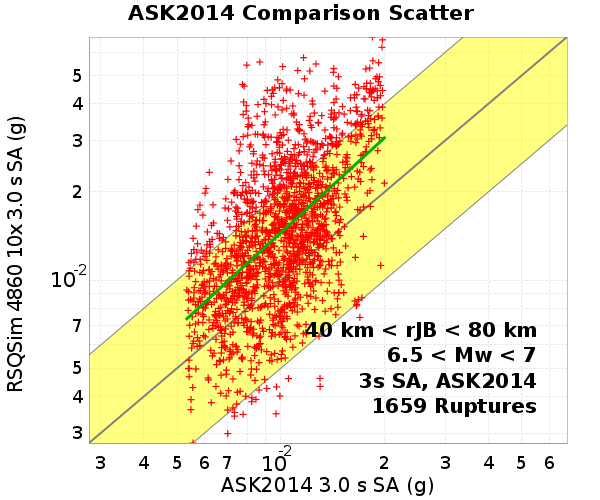 ASK2014 Comparison Scatter
RSQSim 4860 10x 3.0 s SA (g)
5
4
3
2
10-2
7
5
4
3
40 km < rJB < 80 km
6.5 < Mw < 7
3s SA, ASK2014
1659 Ruptures
3 4 5 6 7 10-2 2 3 4 5 6
ASK2014 3.0 s SA (g)